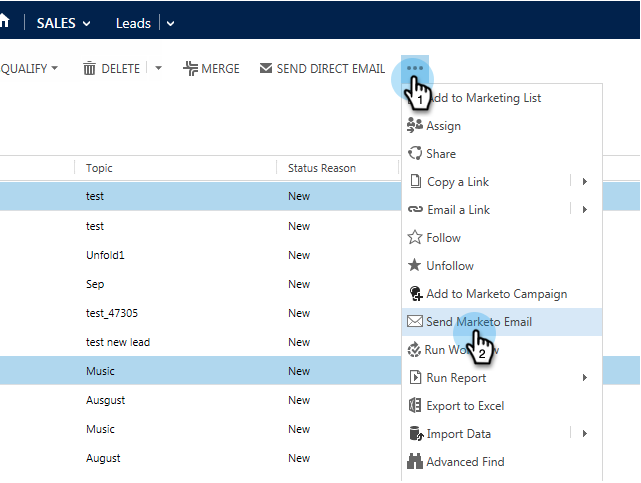 SALES Leads
QUALIFY DELETE MERGE SEND DIRECT EMAIL ...
1
Add to Marketing List
Assign
Share
Copy a Link
Email a Link
Follow
Unfollow
Add to Marketo Campaign
Send Marketo Email
2
Run Report
Export to Excel
Import Data
Advanced Find
Topic Status Reason
test New
test New
Unfold1 New
Sep New
test_47305 New
test new lead New
Music New
Ausgust New
Music New
August New